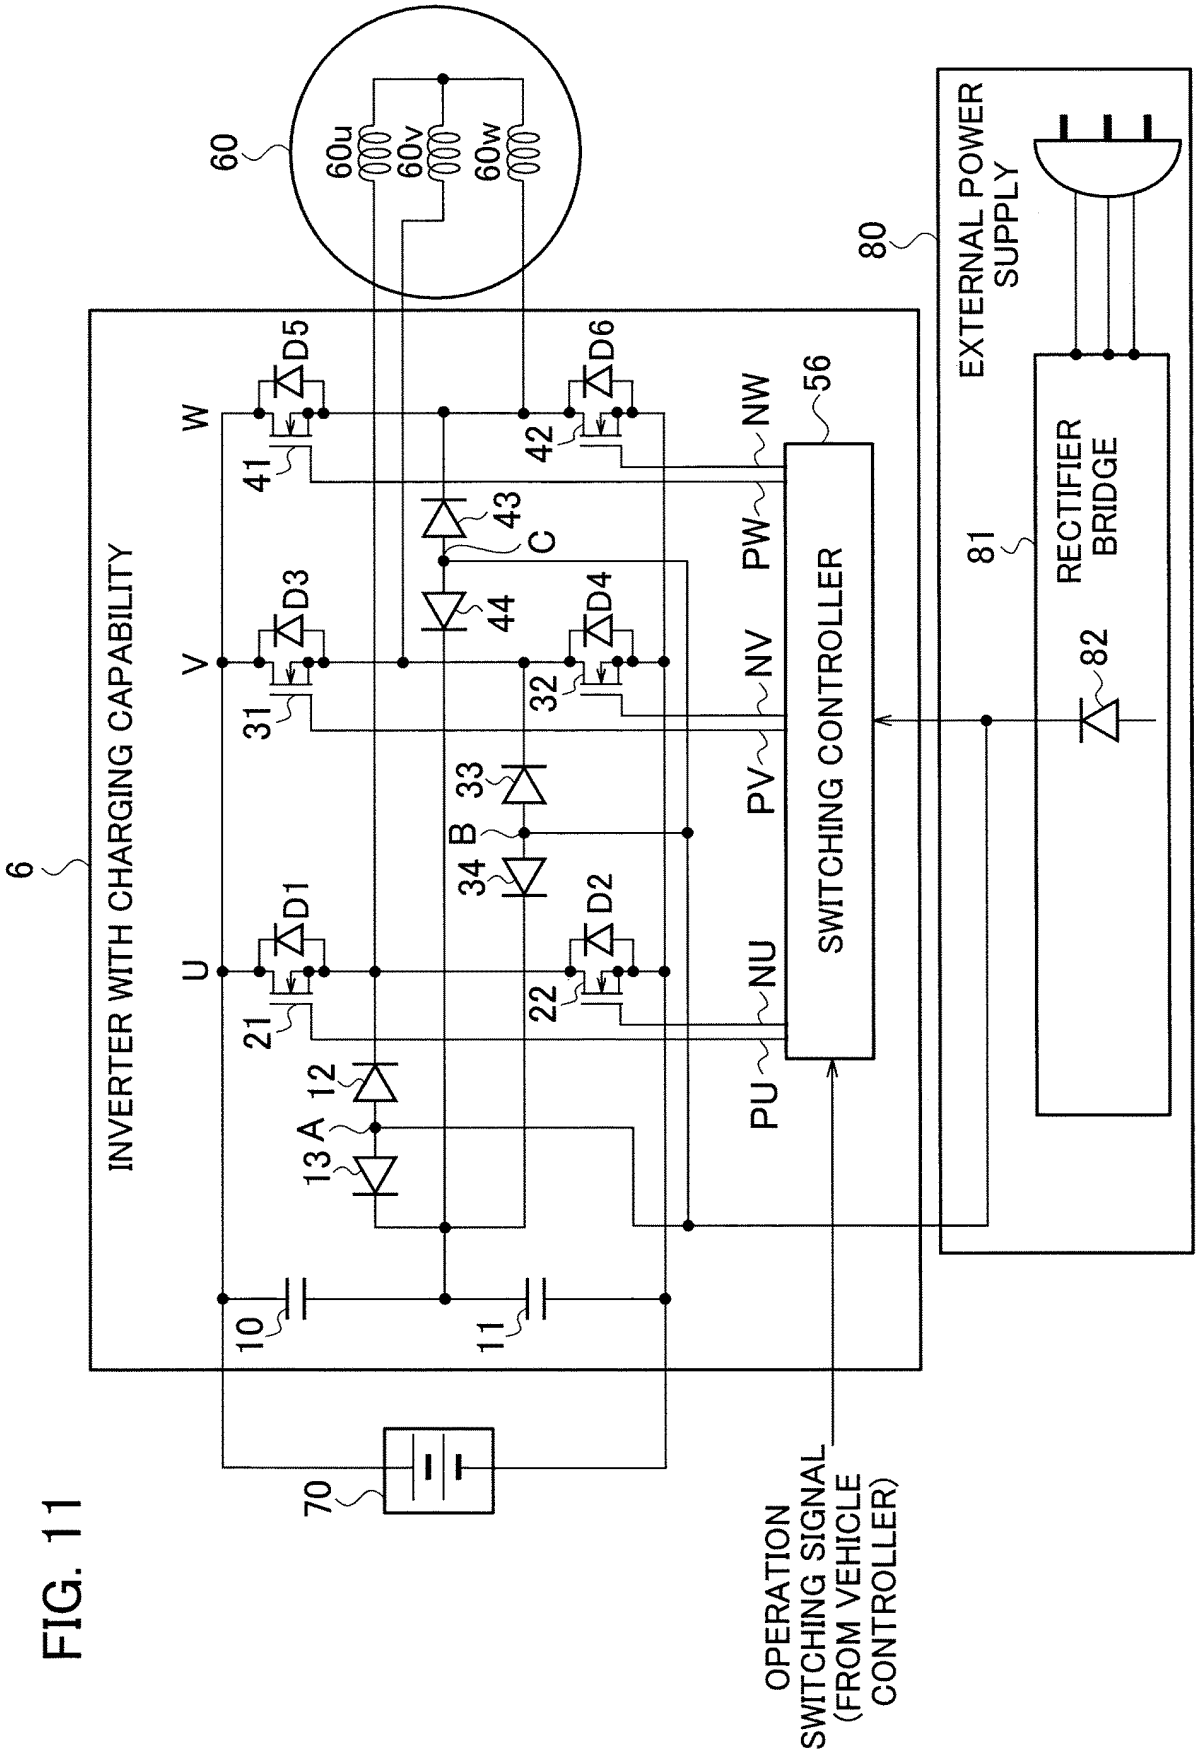 FIG. 11
6
INVERTER WITH CHARGING CAPABILITY
60
60u
60v
60w
U
V
W
21
D1
31
D3
41
D5
12
A
13
43
C
44
33
B
34
10
11
22
D2
32
D4
42
D6
70
PU
NU
PV
NV
PW
NW
56
SWITCHING CONTROLLER
OPERATION
SWITCHING SIGNAL
(FROM VEHICLE
CONTROLLER)
80
EXTERNAL POWER
SUPPLY
81
RECTIFIER
BRIDGE
82